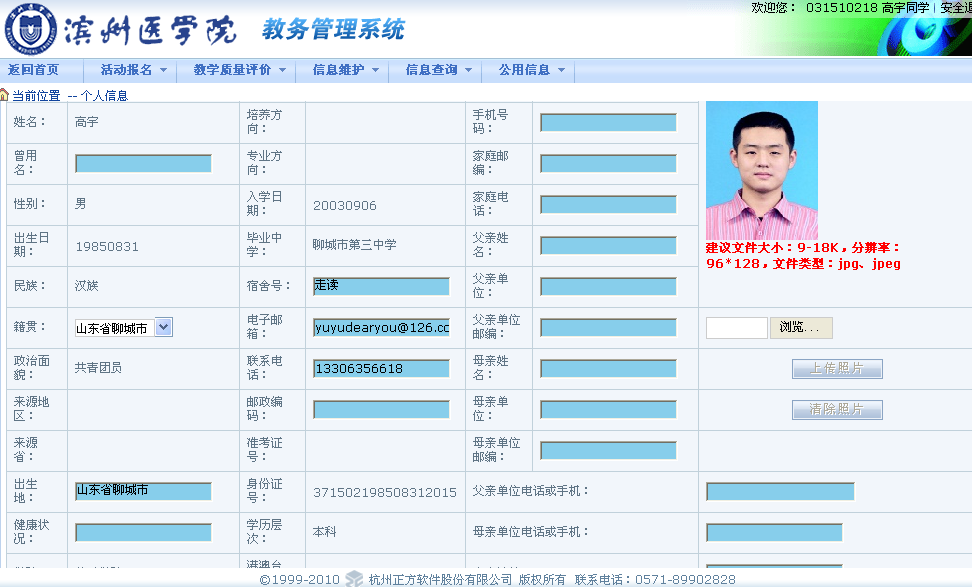 欢迎您： 031510218 高宇同学 安全退
滨州医学院 教务管理系统
返回首页 活动报名 教学质量评价 信息维护 信息查询 公用信息
当前位置 -- 个人信息
姓名： 高宇 培养方向： 手机号码：
曾用名： 专业方向： 家庭邮编：
性别： 男 入学日期： 20030906 家庭电话：
出生日期： 19850831 毕业中学： 聊城市第三中学 父亲姓名：
建议文件大小：9-18K，分辨率：
96*128，文件类型：jpg、jpeg
民族： 汉族 宿舍号： 走读 父亲单位：
籍贯： 山东省聊城市 电子邮箱： yuyudearyou@126.cc 父亲单位邮编： 浏览...
政治面貌： 共青团员 联系电话： 13306356618 母亲姓名： 上传照片
来源地区： 邮政编码： 母亲单位： 清除照片
来源省： 准考证号： 母亲单位邮编：
出生地： 山东省聊城市 身份证号： 371502198508312015 父亲单位电话或手机：
健康状况： 学历层次： 本科 母亲单位电话或手机：
港澳台
©1999-2010 杭州正方软件股份有限公司 版权所有 联系电话：0571-89902828